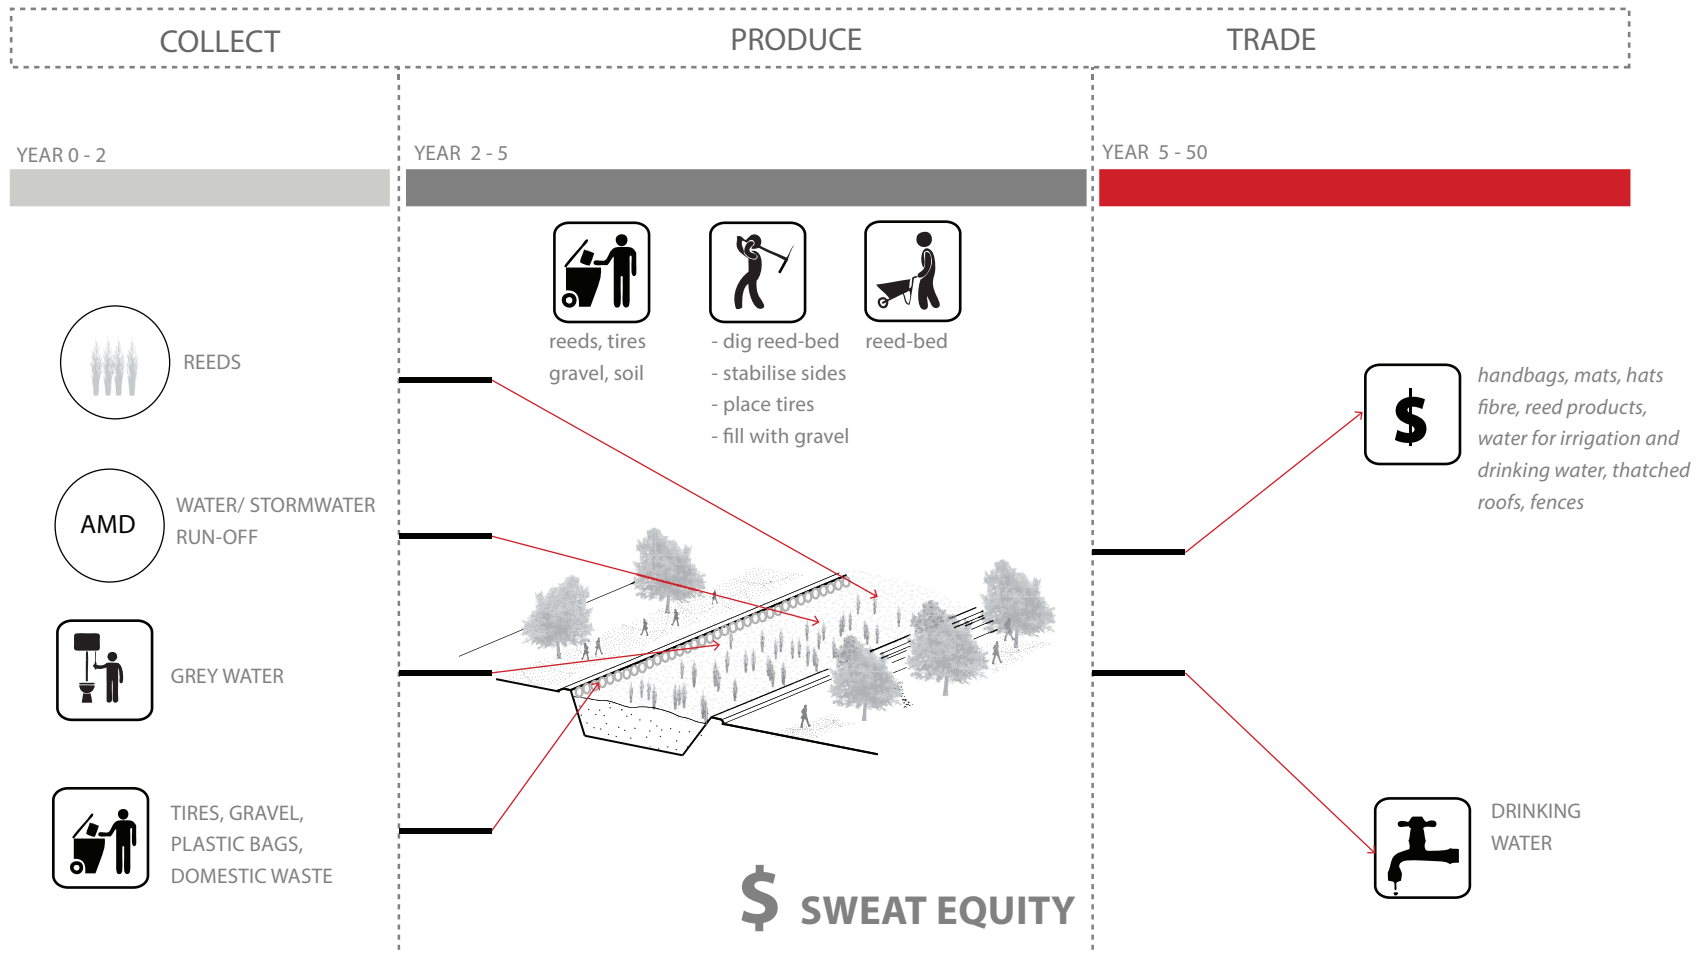 COLLECT
PRODUCE
TRADE
YEAR 0 - 2
YEAR 2 - 5
YEAR 5 - 50
reeds, tires
gravel, soil
- dig reed-bed
- stabilise sides
- place tires
- fill with gravel
reed-bed
REEDS
AMD
WATER/ STORMWATER
RUN-OFF
GREY WATER
TIRES, GRAVEL,
PLASTIC BAGS,
DOMESTIC WASTE
$
handbags, mats, hats
fibre, reed products,
water for irrigation and
drinking water, thatched
roofs, fences
DRINKING
WATER
$ SWEAT EQUITY